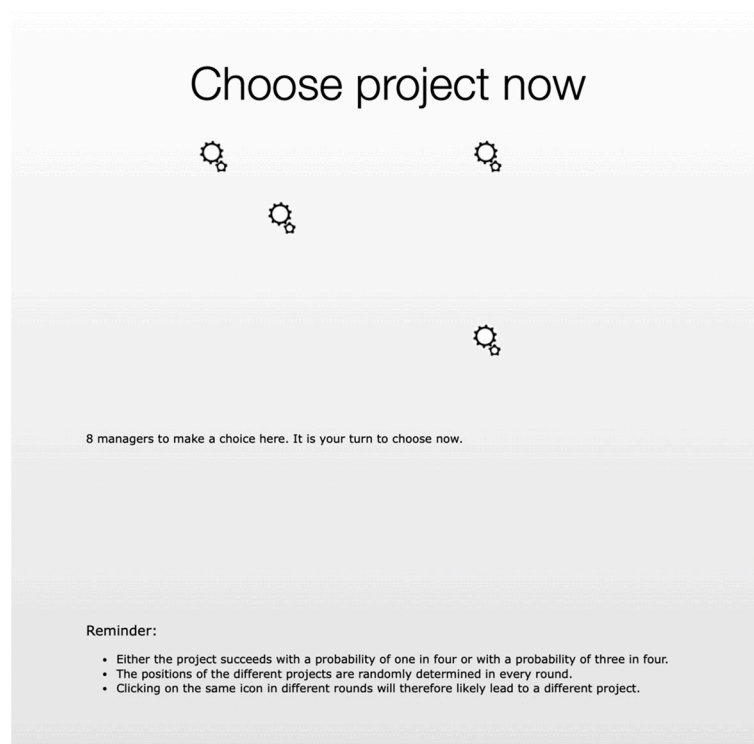 Choose project now
8 managers to make a choice here. It is your turn to choose now.
Reminder:
• Either the project succeeds with a probability of one in four or with a probability of three in four.
• The positions of the different projects are randomly determined in every round.
• Clicking on the same icon in different rounds will therefore likely lead to a different project.